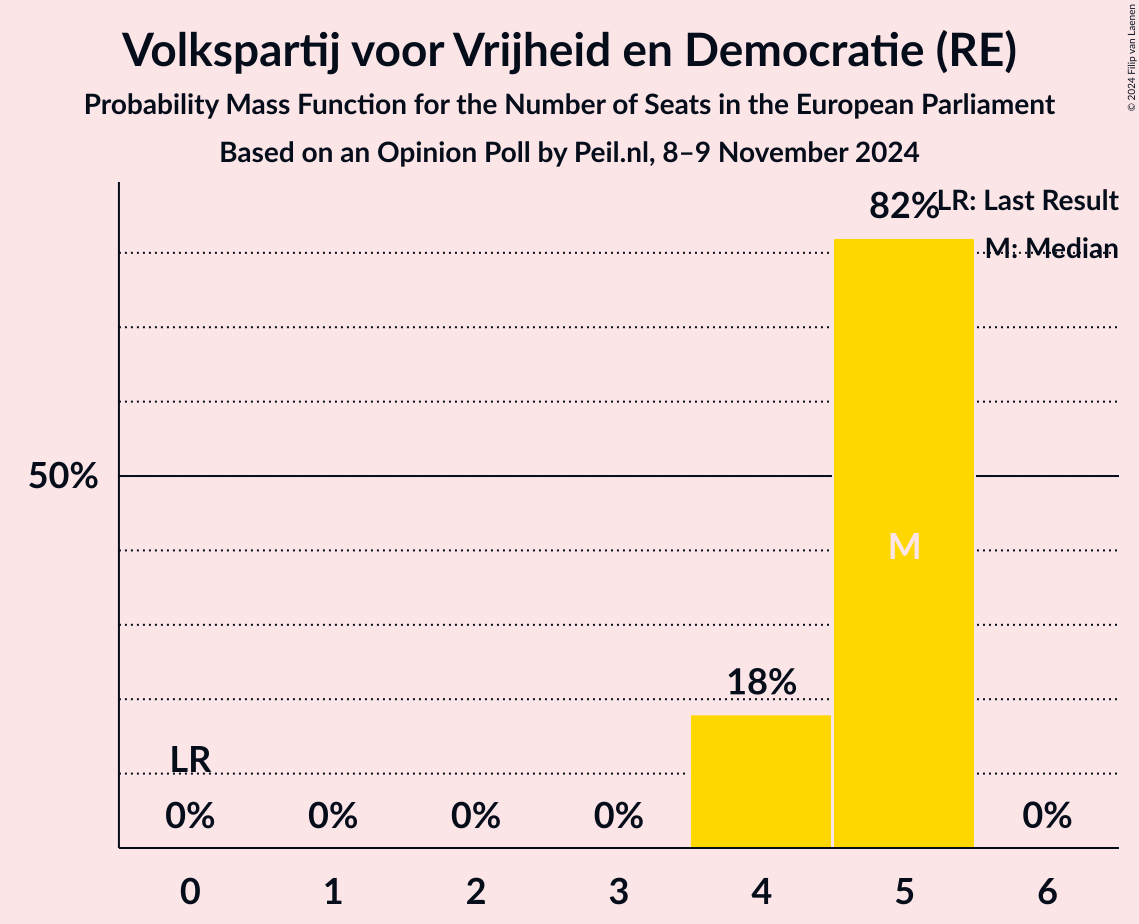 Volkspartij voor Vrijheid en Democratie (RE)
Probability Mass Function for the Number of Seats in the European Parliament
Based on an Opinion Poll by Peil.nl, 8–9 November 2024
© 2024 Filip van Laenen
82%
LR: Last Result
M: Median
50%
M
18%
LR
0% 0% 0% 0% 0%
0 1 2 3 4 5 6